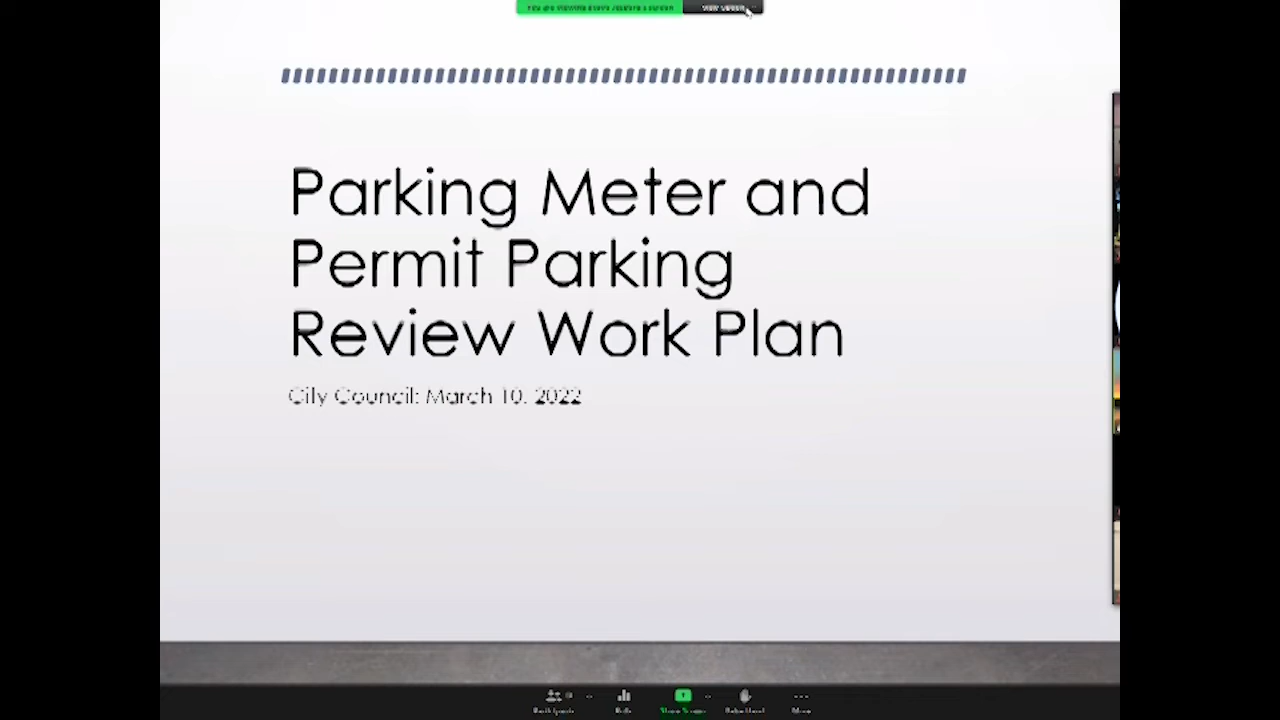 Parking Meter and
Permit Parking
Review Work Plan
City Council: March 10, 2022